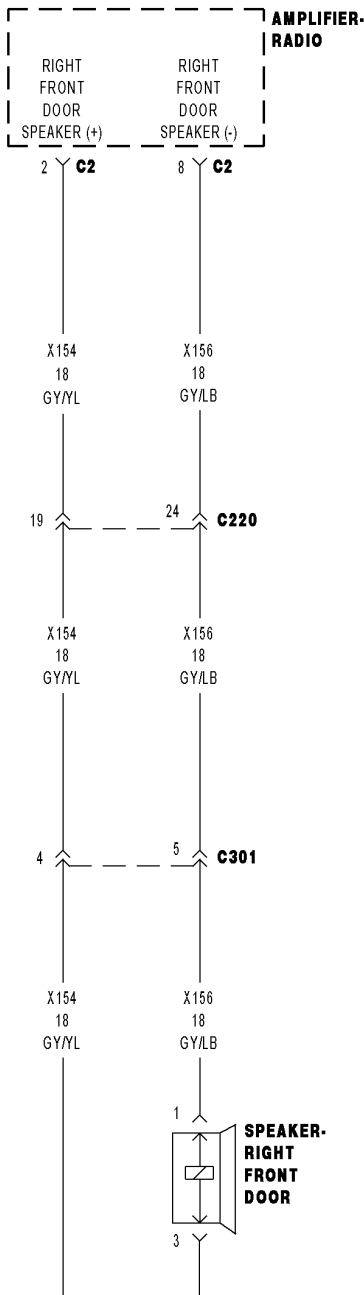 AMPLIFIER-
RADIO
RIGHT
FRONT
DOOR
SPEAKER (+)
RIGHT
FRONT
DOOR
SPEAKER (-)
2 C2
8 C2
X154
18
GY/YL
X156
18
GY/LB
19
24 C220
X154
18
GY/YL
X156
18
GY/LB
4
5 C301
X154
18
GY/YL
X156
18
GY/LB
1
SPEAKER-
RIGHT
FRONT
DOOR
3